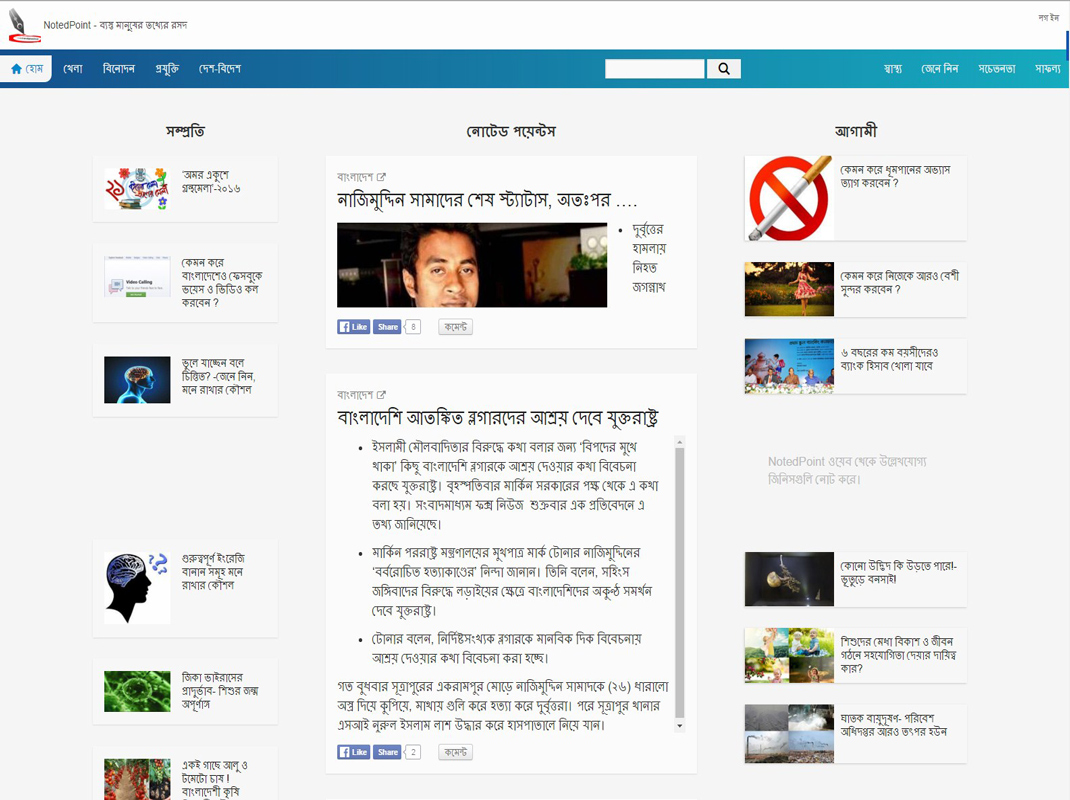 NotedPoint - ব্যস্ত মানুষের তথ্যের রসদ
লগ ইন
হোম
খেলা
বিনোদন
প্রযুক্তি
দেশ-বিদেশ
স্বাস্থ্য
জেনে নিন
সচেতনতা
সাফল্য
সম্প্রতি
'অমর একুশে
গ্রন্থমেলা'-২০১৬
কেমন করে
বাংলাদেশেও ফেসবুকে
ভয়েস ও ভিডিও কল
করবেন ?
Video Calling
ভুলে যাচ্ছেন বলে
চিন্তিত? -জেনে নিন,
মনে রাখার কৌশল
গুরুত্বপূর্ণ ইংরেজি
বানান সমূহ মনে
রাখার কৌশল
জিকা ভাইরাসের
প্রাদুর্ভাব- শিশুর জন্ম
অপূর্ণাঙ্গ
একই গাছে আলু ও
টমেটো চাষ !
বাংলাদেশী কৃষি
নোটেড পয়েন্টস
বাংলাদেশ
নাজিমুদ্দিন সামাদের শেষ স্ট্যাটাস, অতঃপর ….
দুর্বৃত্তের
হামলায়
নিহত
জগন্নাথ
Like Share 8 কমেন্ট
বাংলাদেশ
বাংলাদেশি আতঙ্কিত ব্লগারদের আশ্রয় দেবে যুক্তরাষ্ট্র
ইসলামী মৌলবাদিতার বিরুদ্ধে কথা বলার জন্য 'বিপদের মুখে
থাকা' কিছু বাংলাদেশি ব্লগারকে আশ্রয় দেওয়ার কথা বিবেচনা
করছে যুক্তরাষ্ট্র। বৃহস্পতিবার মার্কিন সরকারের পক্ষ থেকে এ কথা
বলা হয়। সংবাদমাধ্যম ফক্স নিউজ শুক্রবার এক প্রতিবেদনে এ
তথ্য জানিয়েছে।
মার্কিন পররাষ্ট্র মন্ত্রণালয়ের মুখপাত্র মার্ক টোনার নাজিমুদ্দিনের
'বর্বরোচিত হত্যাকাণ্ডের' নিন্দা জানান। তিনি বলেন, সহিংস
জঙ্গিবাদের বিরুদ্ধে লড়াইয়ের ক্ষেত্রে বাংলাদেশিদের অকুণ্ঠ সমর্থন
দেবে যুক্তরাষ্ট্র।
টোনার বলেন, নির্দিষ্টসংখ্যক ব্লগারকে মানবিক দিক বিবেচনায়
আশ্রয় দেওয়ার কথা বিবেচনা করা হচ্ছে।
গত বুধবার সূত্রাপুরের একরামপুর মোড়ে নাজিমুদ্দিন সামাদকে (২৬) ধারালো
অস্ত্র দিয়ে কুপিয়ে, মাথায় গুলি করে হত্যা করে দুর্বৃত্তরা। পরে সূত্রাপুর থানার
এসআই নূরুল ইসলাম লাশ উদ্ধার করে হাসপাতালে নিয়ে যান।
Like Share 2 কমেন্ট
আগামী
কেমন করে ধূমপানের অভ্যাস
ত্যাগ করবেন ?
কেমন করে নিজেকে আরও বেশী
সুন্দর করবেন ?
৬ বছরের কম বয়সীদেরও
ব্যাংক হিসাব খোলা যাবে
NotedPoint ওয়েব থেকে উল্লেখযোগ্য
জিনিসগুলি নোট করে।
কোনো উদ্ভিদ কি উড়তে পারে!-
ভূতুড়ে বনসাই!
শিশুদের মেধা বিকাশ ও জীবন
গঠনে সহযোগিতা দেয়ার দায়িত্ব
কার?
ঘাতক বায়ুদূষণ- পরিবেশ
অধিদপ্তর আরও তৎপর হউন